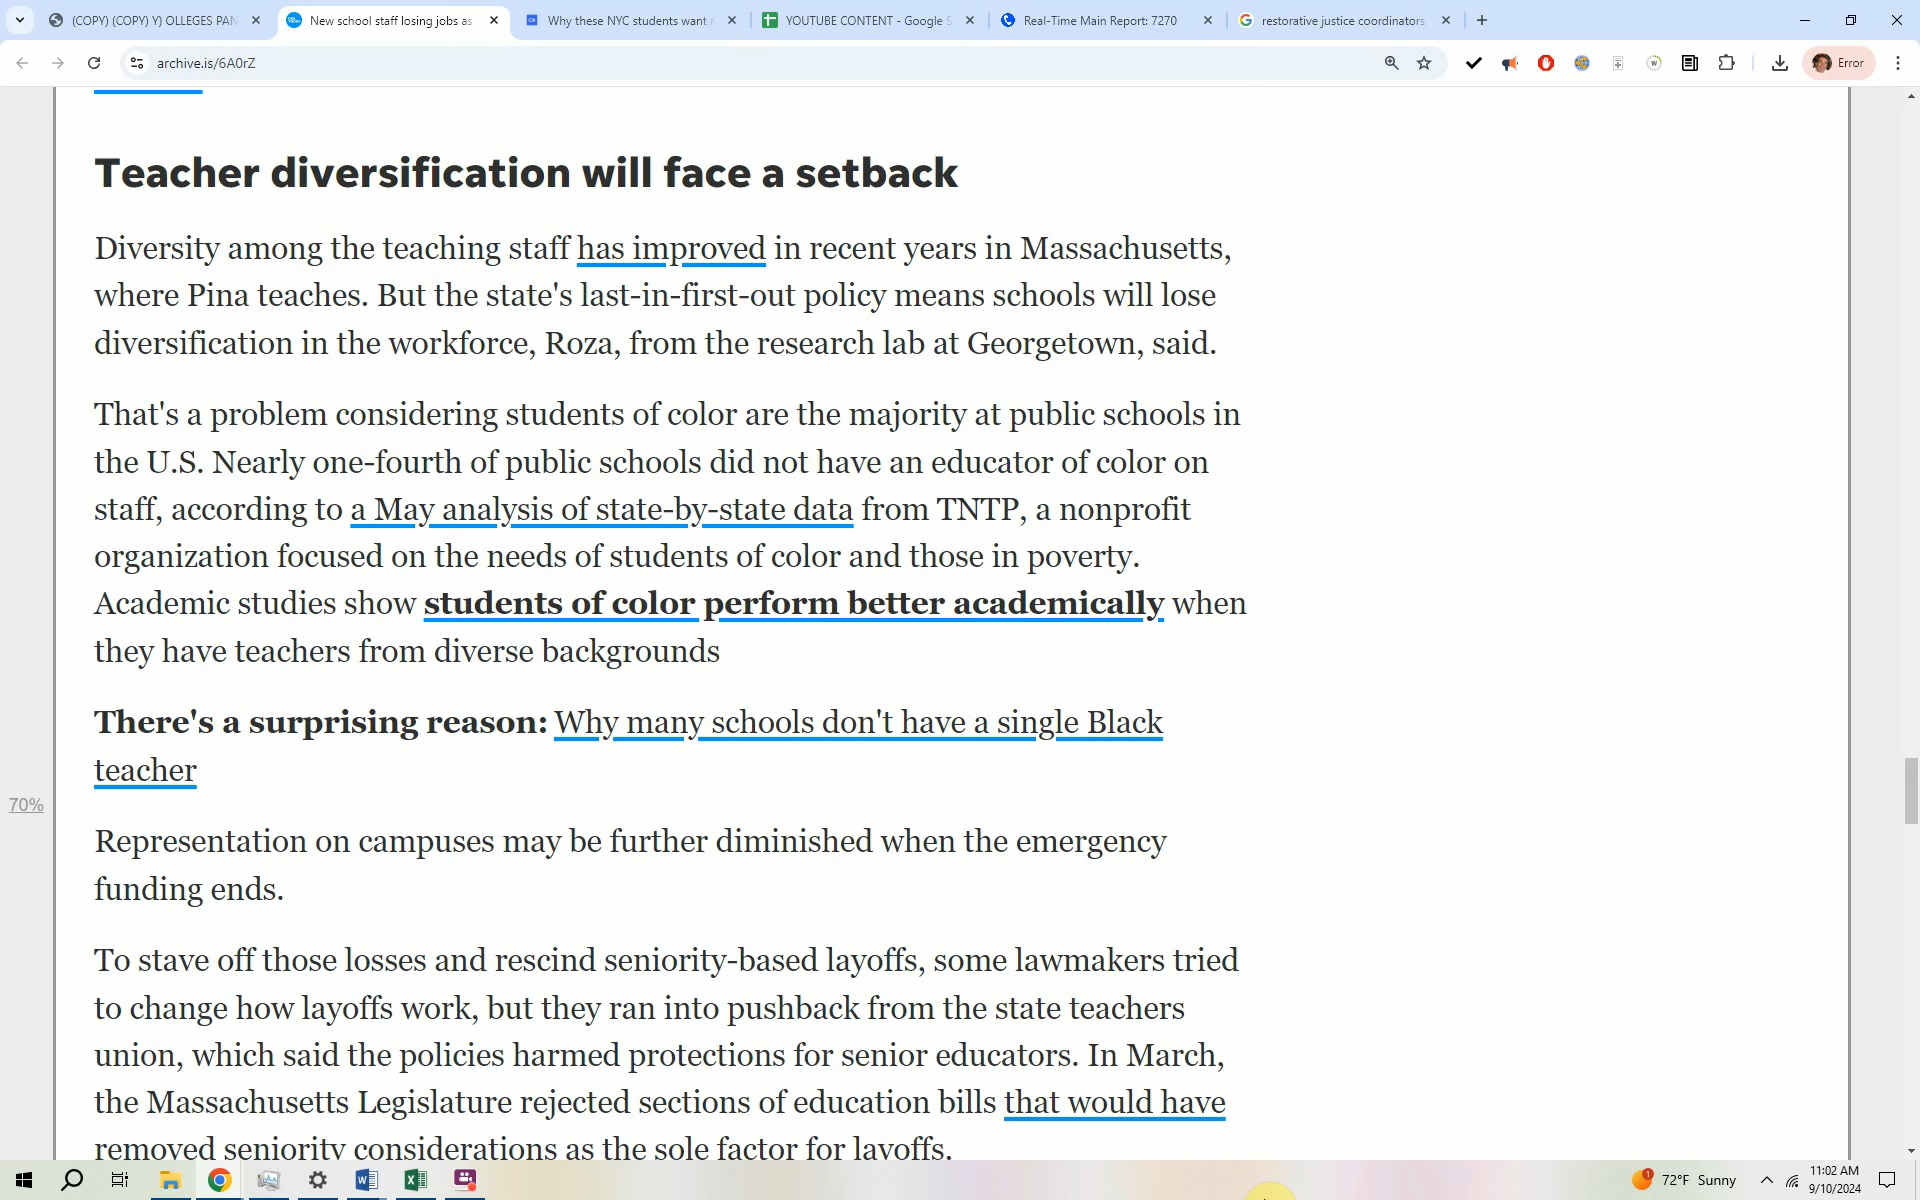 (COPY) (COPY) Y) OLLEGES PAN
New school staff losing jobs as
Why these NYC students want
YOUTUBE CONTENT - Google S
Real-Time Main Report: 7270
restorative justice coordinators
archive.is/6A0rZ
Error
Teacher diversification will face a setback
Diversity among the teaching staff has improved in recent years in Massachusetts,
where Pina teaches. But the state's last-in-first-out policy means schools will lose
diversification in the workforce, Roza, from the research lab at Georgetown, said.
That's a problem considering students of color are the majority at public schools in
the U.S. Nearly one-fourth of public schools did not have an educator of color on
staff, according to a May analysis of state-by-state data from TNTP, a nonprofit
organization focused on the needs of students of color and those in poverty.
Academic studies show students of color perform better academically when
they have teachers from diverse backgrounds
There's a surprising reason: Why many schools don't have a single Black
teacher
70%
Representation on campuses may be further diminished when the emergency
funding ends.
To stave off those losses and rescind seniority-based layoffs, some lawmakers tried
to change how layoffs work, but they ran into pushback from the state teachers
union, which said the policies harmed protections for senior educators. In March,
the Massachusetts Legislature rejected sections of education bills that would have
removed seniority considerations as the sole factor for layoffs.
1
72°F Sunny
11:02 AM
9/10/2024